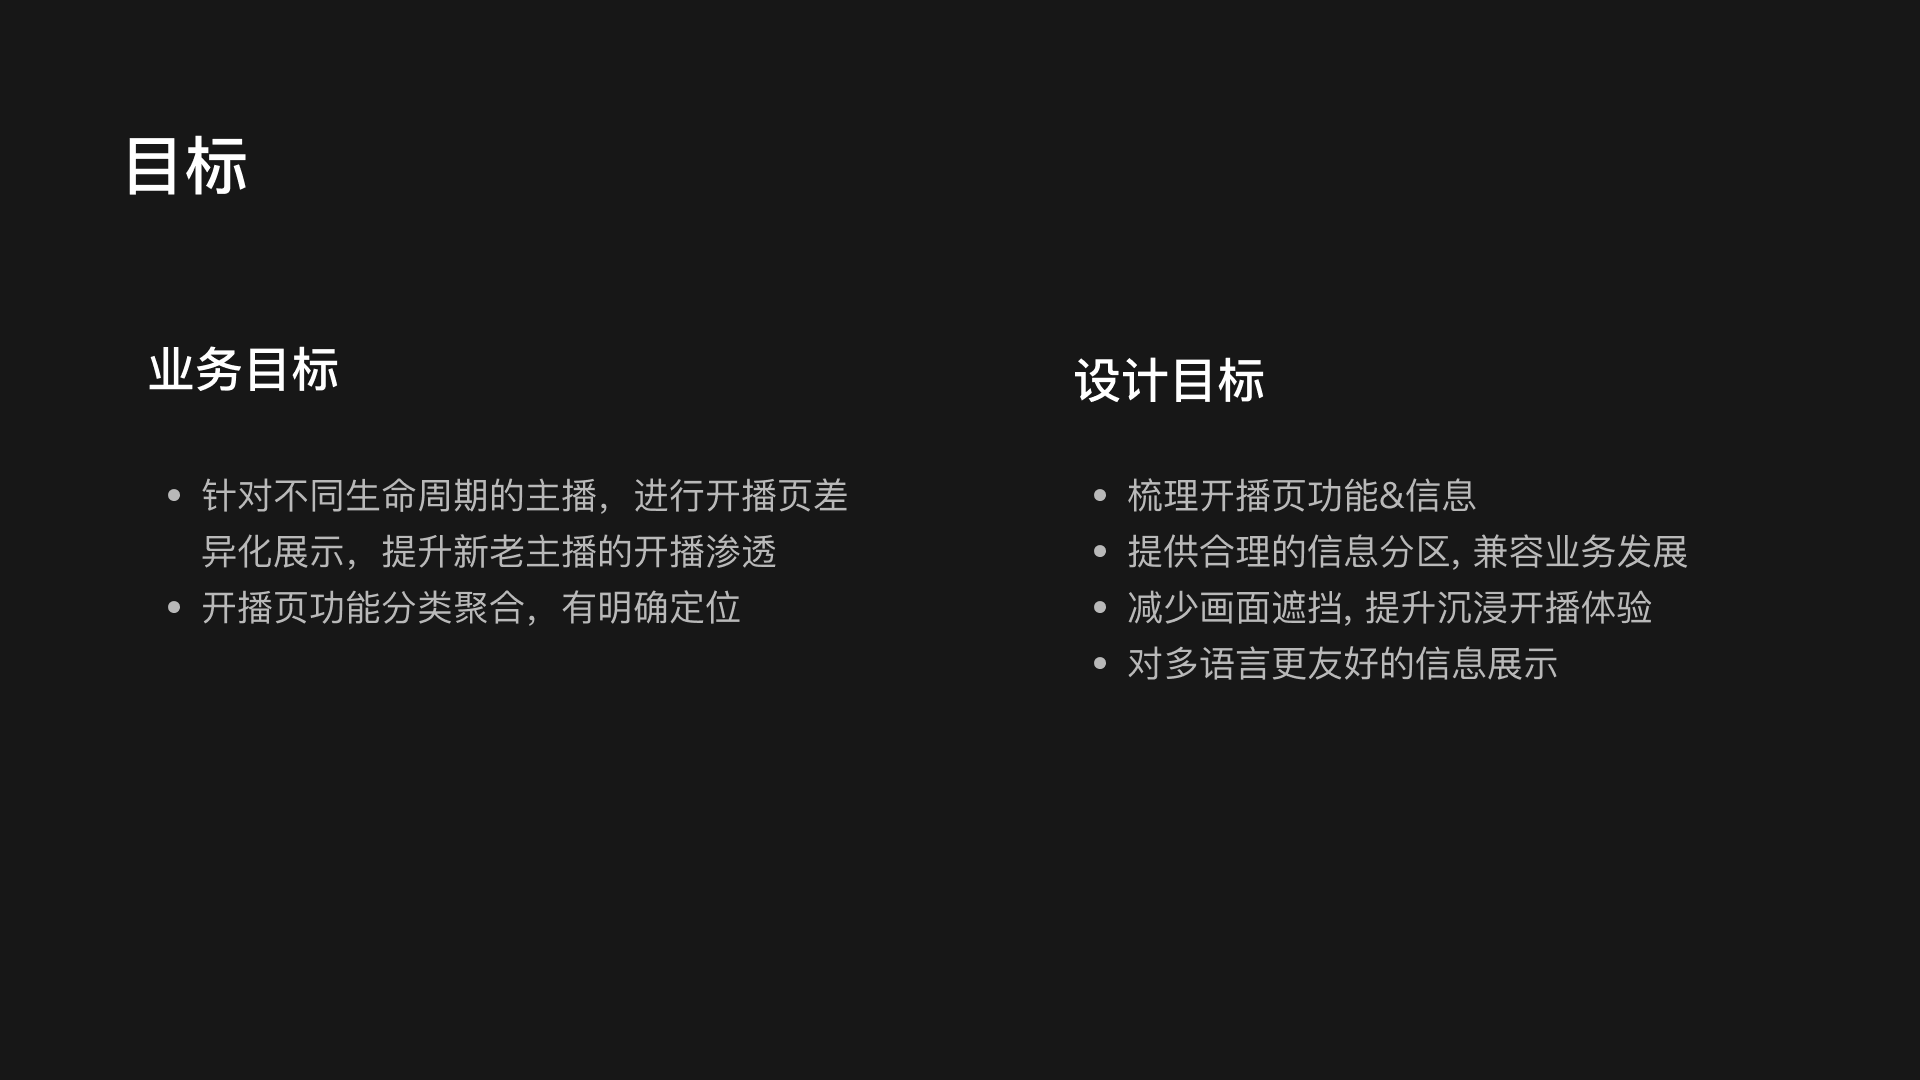 目标
业务目标
• 针对不同生命周期的主播，进行开播页差
异化展示，提升新老主播的开播渗透
• 开播页功能分类聚合，有明确定位
设计目标
• 梳理开播页功能&信息
• 提供合理的信息分区, 兼容业务发展
• 减少画面遮挡, 提升沉浸开播体验
• 对多语言更友好的信息展示